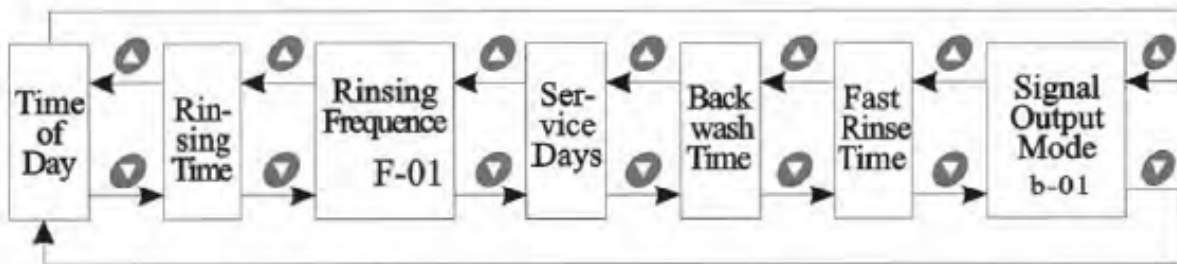 Time
of
Day
Rin-
sing
Time
Rinsing
Frequence
F-01
Ser-
vice
Days
Back
wash
Time
Fast
Rinse
Time
Signal
Output
Mode
b-01